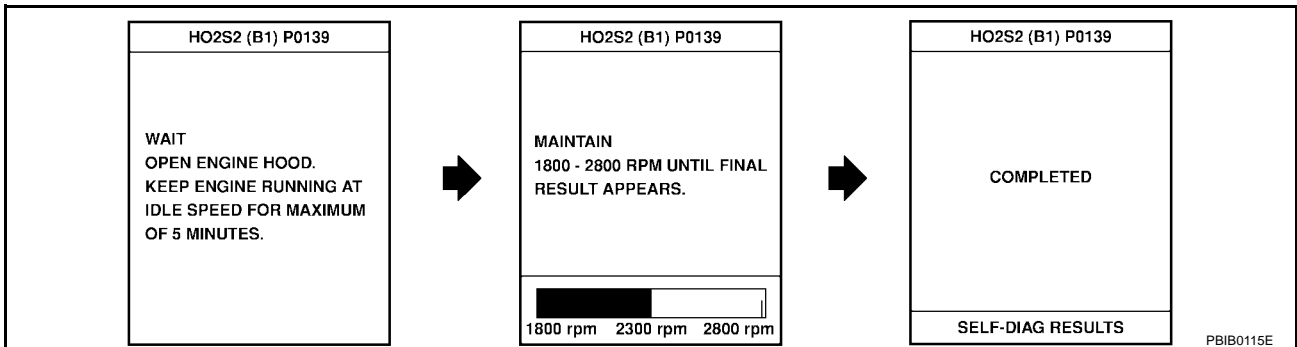 HO2S2 (B1) P0139
WAIT
OPEN ENGINE HOOD.
KEEP ENGINE RUNNING AT
IDLE SPEED FOR MAXIMUM
OF 5 MINUTES.
HO2S2 (B1) P0139
MAINTAIN
1800 - 2800 RPM UNTIL FINAL
RESULT APPEARS.
1800 rpm 2300 rpm 2800 rpm
HO2S2 (B1) P0139
COMPLETED
SELF-DIAG RESULTS
PBIB0115E